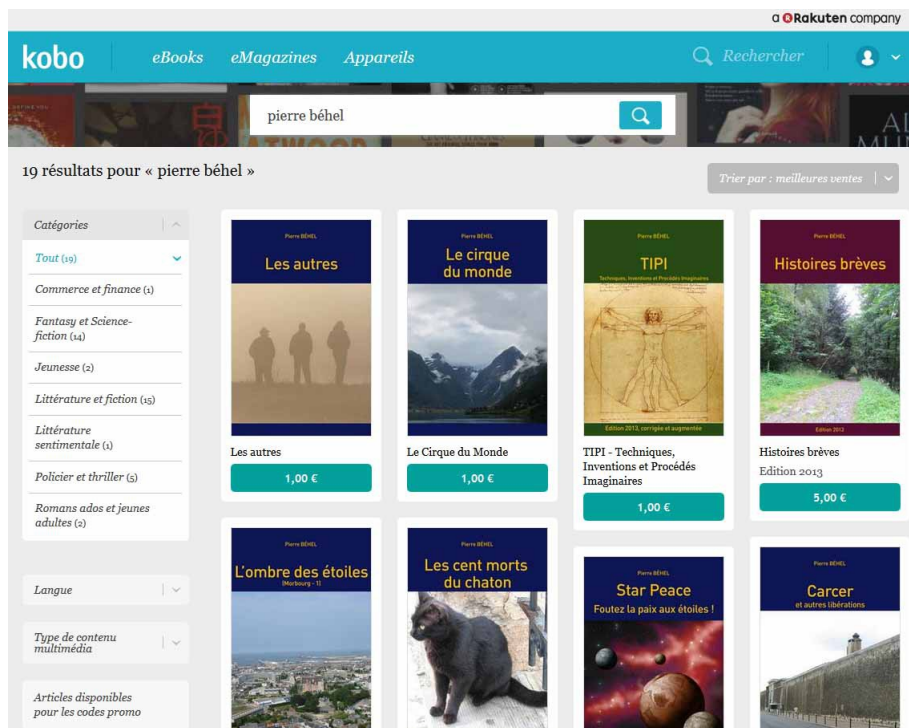 a Rakuten company
kobo
eBooks eMagazines Appareils
Rechercher
pierre béhel
ATWOOD
19 résultats pour « pierre béhel »
Trier par : meilleures ventes
Catégories
Tout (19)
Commerce et finance (1)
Fantasy et Science-
fiction (14)
Jeunesse (2)
Littérature et fiction (15)
Littérature
sentimentale (1)
Policier et thriller (5)
Romans ados et jeunes
adultes (2)
Langue
Type de contenu
multimédia
Articles disponibles
pour les codes promo
Pierre BÉHEL
Les autres
Les autres
1,00 €
Pierre BÉHEL
Le cirque
du monde
Le Cirque du Monde
1,00 €
Pierre BÉHEL
TIPI
Techniques, Inventions et Procédés Imaginaires
Edition 2013, corrigée et augmentée
TIPI - Techniques,
Inventions et Procédés
Imaginaires
1,00 €
Pierre BÉHEL
Histoires brèves
Edition 2013
Histoires brèves
Edition 2013
5,00 €
Pierre BÉHEL
L'ombre des étoiles
(Marbourg - 1)
Pierre BÉHEL
Les cent morts
du chaton
Pierre BÉHEL
Star Peace
Foutez la paix aux étoiles !
Pierre BÉHEL
Carcer
et autres libérations